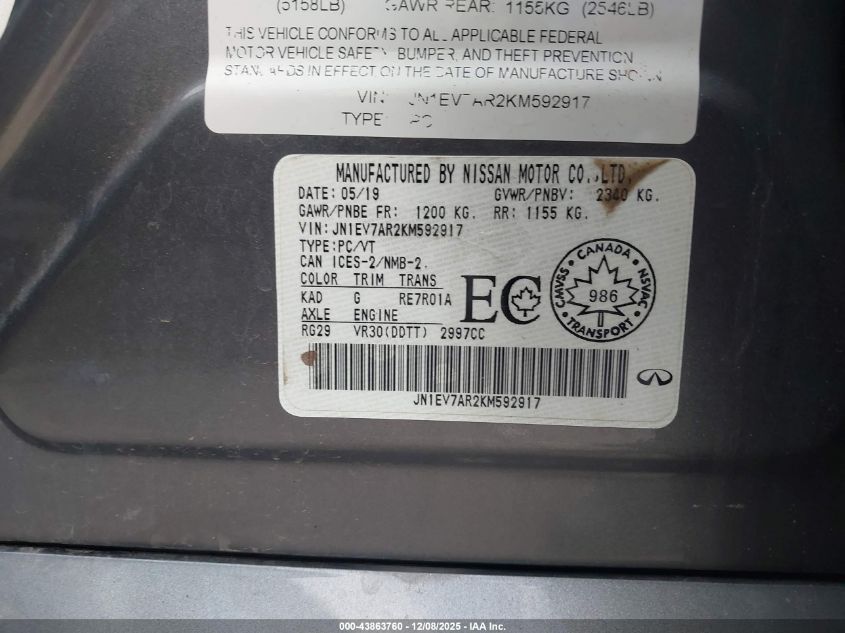 (5158LB) GAWR REAR: 1155KG (2546LB)
THIS VEHICLE CONFORMS TO ALL APPLICABLE FEDERAL
MOTOR VEHICLE SAFETY, BUMPER, AND THEFT PREVENTION
STANDARDS IN EFFECT ON THE DATE OF MANUFACTURE SHOWN
VIN: JN1EV7AR2KM592917
TYPE: PC
MANUFACTURED BY NISSAN MOTOR CO.,LTD.
DATE: 05/19 GVWR/PNBV: 2340 KG.
GAWR/PNBE FR: 1200 KG. RR: 1155 KG.
VIN:JN1EV7AR2KM592917
TYPE:PC/VT
CAN ICES-2/NMB-2.
COLOR TRIM TRANS
KAD G RE7R01A
AXLE ENGINE
RG29 VR30(DDTT) 2997CC
EC
CANADA
CMVSS 986 NSVAC
TRANSPORT
JN1EV7AR2KM592917
000-43863760 - 12/08/2025 - IAA Inc.